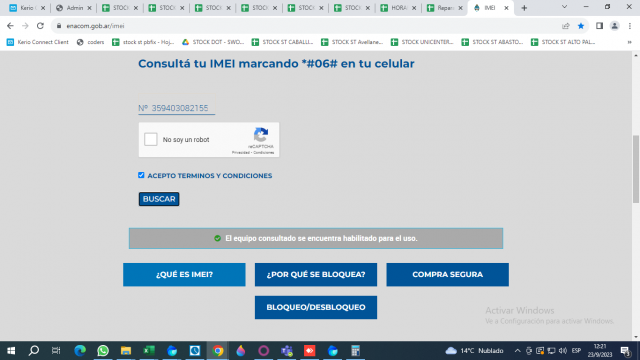 Kerio
Admin
STOCK
STOCK
STOCK
STOCK
STOCK
HORA
Repa
IMEI
enacom.gob.ar/imei
Kerio Connect Client
coders
stock st pbfix - Hoj...
STOCK DOT - SWO...
STOCK ST CABALLI...
STOCK ST Avellane...
STOCK UNICENTER...
STOCK ST ABASTO...
STOCK ST ALTO PAL...
Consultá tu IMEI marcando *#06# en tu celular
Nº 359403082155
No soy un robot
reCAPTCHA
Privacidad - Condiciones
ACEPTO TERMINOS Y CONDICIONES
BUSCAR
El equipo consultado se encuentra habilitado para el uso.
¿QUÉ ES IMEI?
¿POR QUÉ SE BLOQUEA?
COMPRA SEGURA
BLOQUEO/DESBLOQUEO
Activar Windows
Ve a Configuración para activar Windows.
14°C Nublado
ESP
12:21
23/9/2023